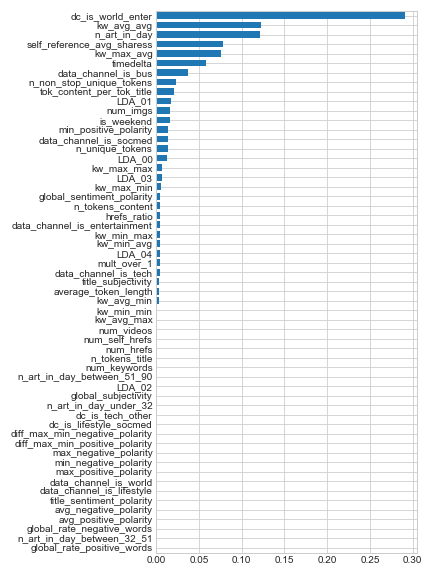 dc_is_world_enter
kw_avg_avg
n_art_in_day
self_reference_avg_sharess
kw_max_avg
timedelta
data_channel_is_bus
n_non_stop_unique_tokens
tok_content_per_tok_title
LDA_01
num_imgs
is_weekend
min_positive_polarity
data_channel_is_socmed
n_unique_tokens
LDA_00
kw_max_max
LDA_03
kw_max_min
global_sentiment_polarity
n_tokens_content
hrefs_ratio
data_channel_is_entertainment
kw_min_max
kw_min_avg
LDA_04
mult_over_1
data_channel_is_tech
title_subjectivity
average_token_length
kw_avg_min
kw_min_min
kw_avg_max
num_videos
num_self_hrefs
num_hrefs
n_tokens_title
num_keywords
n_art_in_day_between_51_90
LDA_02
global_subjectivity
n_art_in_day_under_32
dc_is_tech_other
dc_is_lifestyle_socmed
diff_max_min_negative_polarity
diff_max_min_positive_polarity
max_negative_polarity
min_negative_polarity
max_positive_polarity
data_channel_is_world
data_channel_is_lifestyle
title_sentiment_polarity
avg_negative_polarity
avg_positive_polarity
global_rate_negative_words
n_art_in_day_between_32_51
global_rate_positive_words
0.00 0.05 0.10 0.15 0.20 0.25 0.30